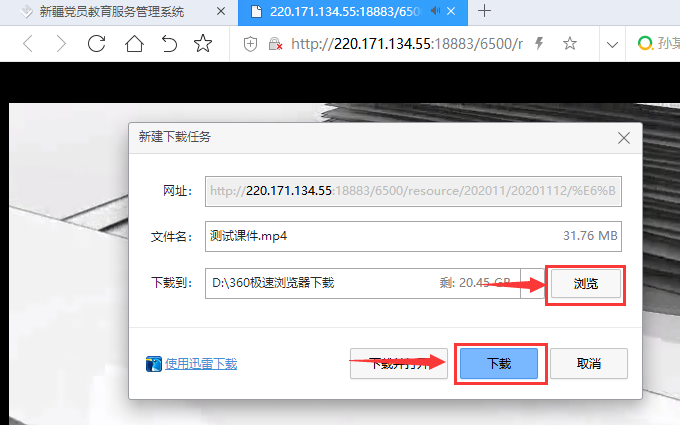 新疆党员教育服务管理系统
220.171.134.55:18883/650
http://220.171.134.55:18883/6500/r
新建下载任务
网址: http://220.171.134.55:18883/6500/resource/202011/20201112/%E6%B
文件名: 测试课件.mp4 31.76 MB
下载到: D:\360极速浏览器下载 剩: 20.45 GB 浏览
使用迅雷下载 下载并打开 下载 取消